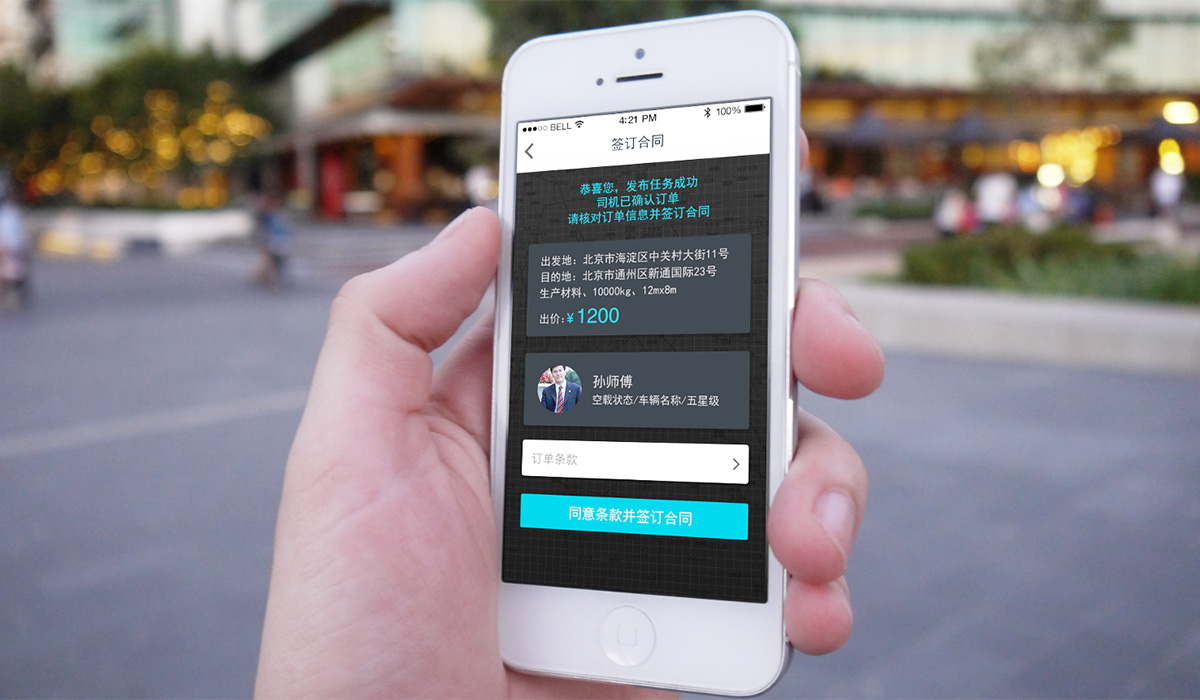 BELL 4:21 PM 100%
签订合同
恭喜您，发布任务成功
司机已确认订单
请核对订单信息并签订合同
出发地：北京市海淀区中关村大街11号
目的地：北京市通州区新通国际23号
生产材料、10000kg、12mx8m
出价:¥1200
孙师傅
空载状态/车辆名称/五星级
订单条款
同意条款并签订合同